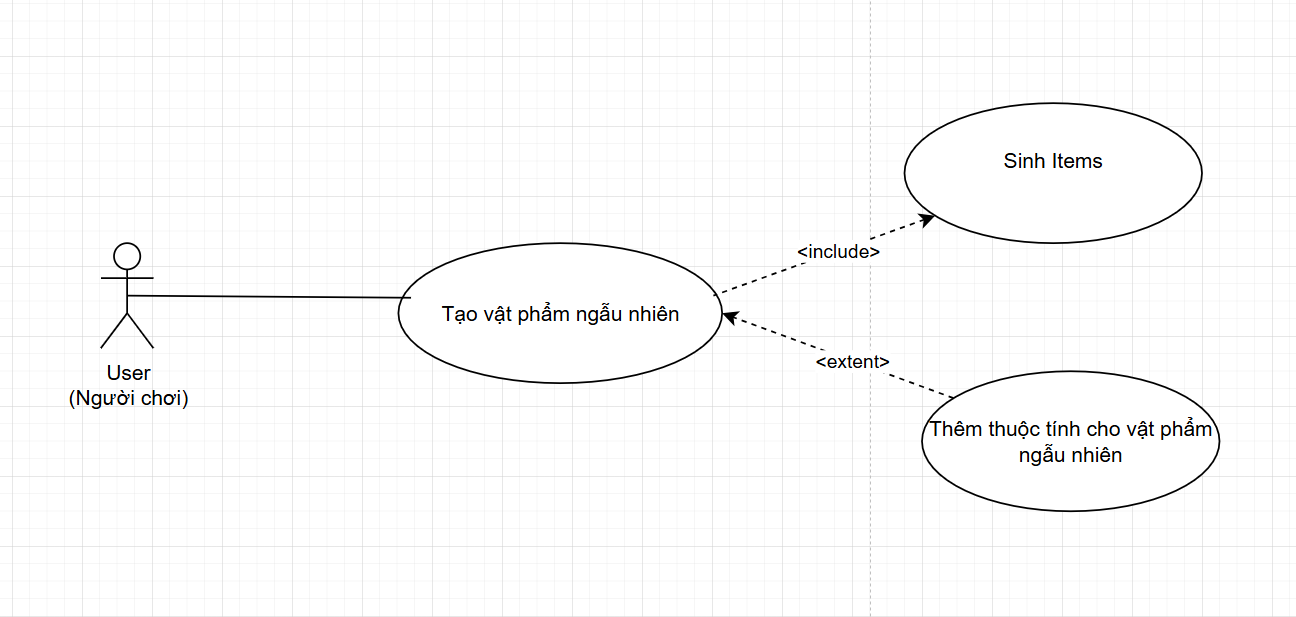 Sinh Items
<include>
Tạo vật phẩm ngẫu nhiên
<extent>
User
(Người chơi)
Thêm thuộc tính cho vật phẩm
ngẫu nhiên